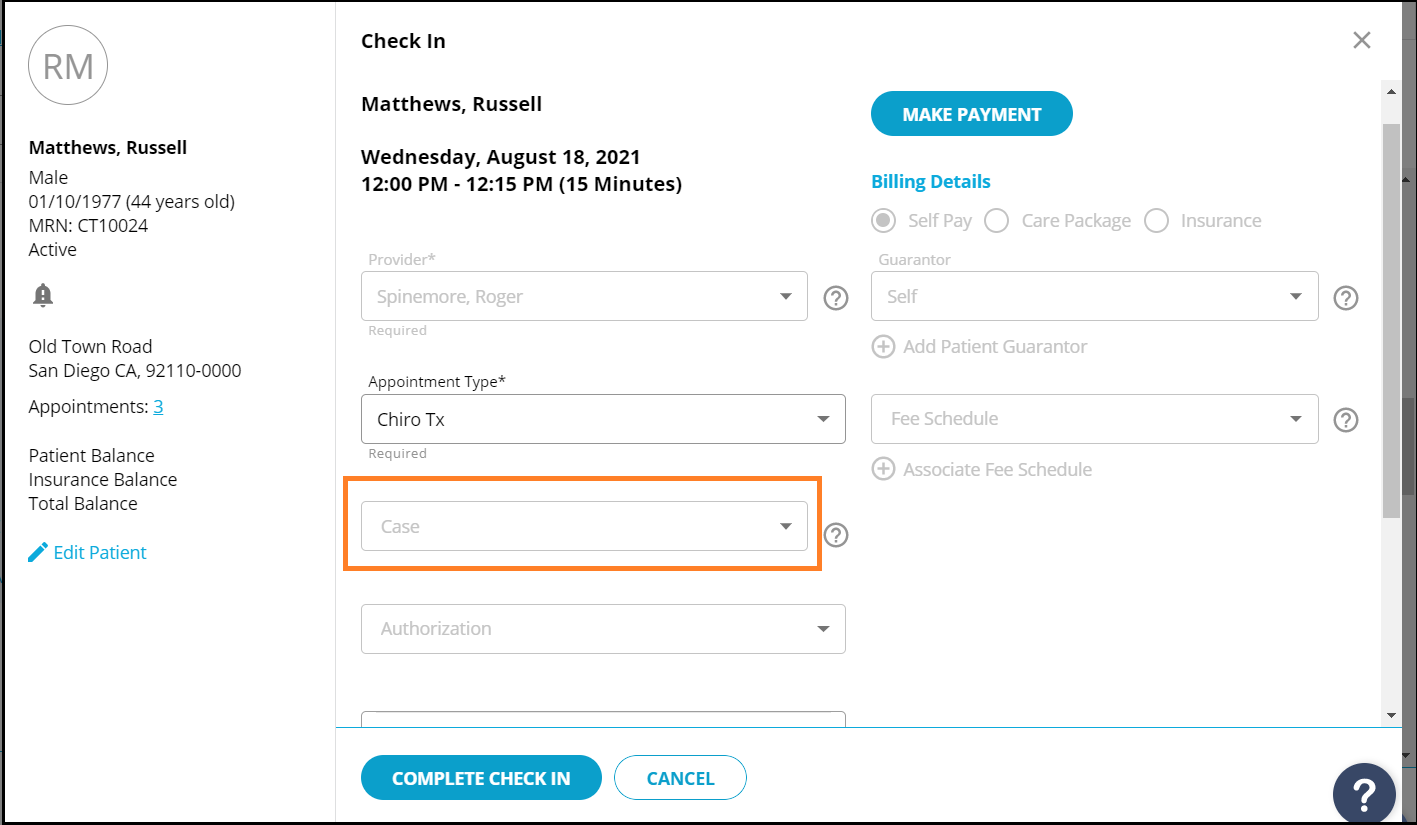 RM
Matthews, Russell
Male
01/10/1977 (44 years old)
MRN: CT10024
Active
Old Town Road
San Diego CA, 92110-0000
Appointments: 3
Patient Balance
Insurance Balance
Total Balance
Edit Patient
Check In
Matthews, Russell
Wednesday, August 18, 2021
12:00 PM - 12:15 PM (15 Minutes)
Provider*
Spinemore, Roger
?
Required
Appointment Type*
Chiro Tx
Required
Case
?
Authorization
MAKE PAYMENT
Billing Details
Self Pay Care Package Insurance
Guarantor
Self
?
Add Patient Guarantor
Fee Schedule
?
Associate Fee Schedule
COMPLETE CHECK IN
CANCEL
?